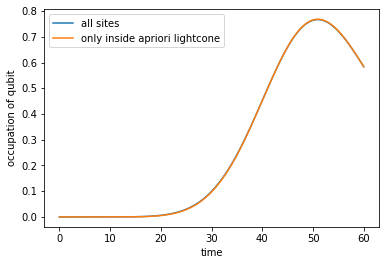 all sites
only inside apriori lightcone
occupation of qubit
0.8
0.7
0.6
0.5
0.4
0.3
0.2
0.1
0.0
0 10 20 30 40 50 60
time